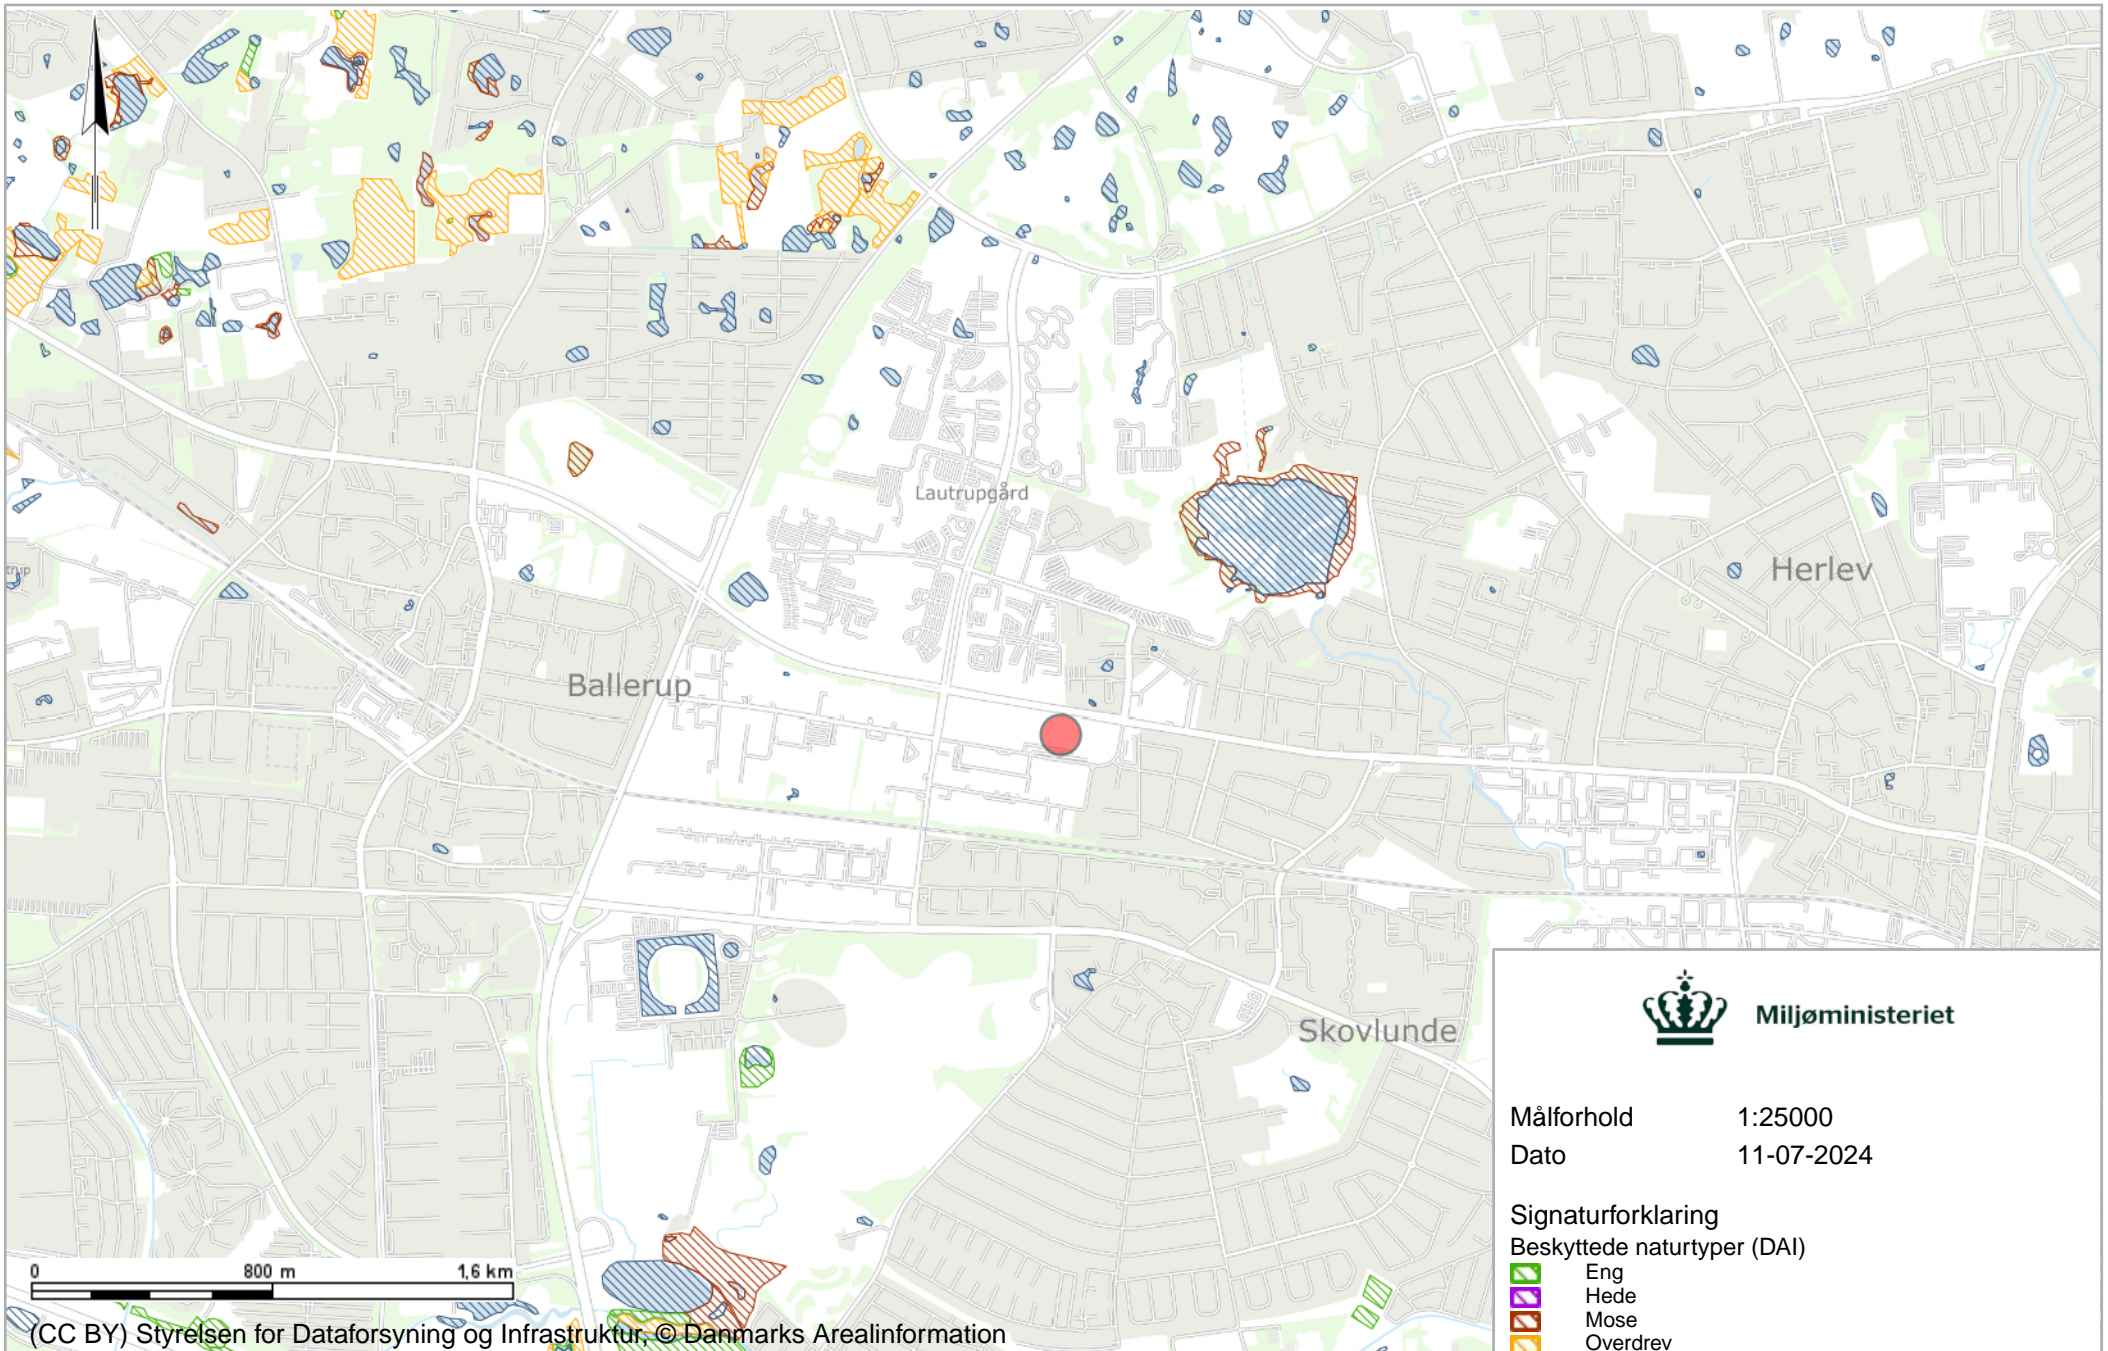 Lautrupgård
Herlev
Ballerup
Skovlunde
Miljøministeriet
Målforhold 1:25000
Dato 11-07-2024
Signaturforklaring
Beskyttede naturtyper (DAI)
Eng
Hede
Mose
Overdrev
0 800 m 1,6 km
(CC BY) Styrelsen for Dataforsyning og Infrastruktur, © Danmarks Arealinformation